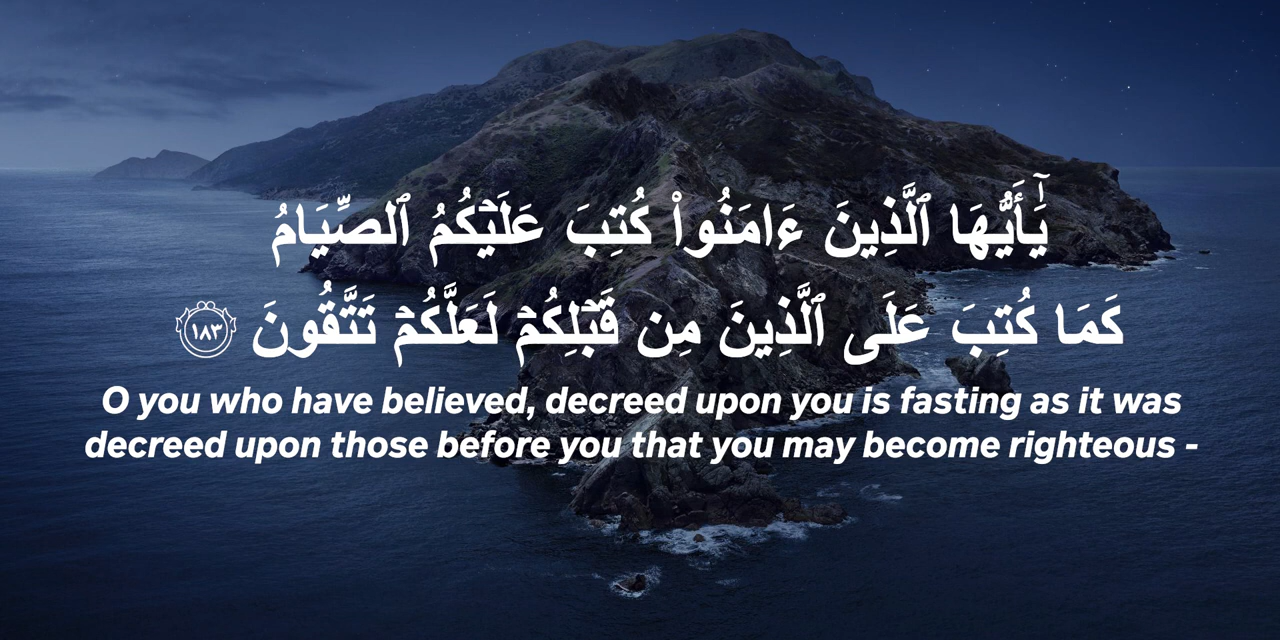 يَٰٓأَيُّهَا ٱلَّذِينَ ءَامَنُوا۟ كُتِبَ عَلَيْكُمُ ٱلصِّيَامُ
كَمَا كُتِبَ عَلَى ٱلَّذِينَ مِن قَبْلِكُمْ لَعَلَّكُمْ تَتَّقُونَ ١٨٣
O you who have believed, decreed upon you is fasting as it was
decreed upon those before you that you may become righteous -